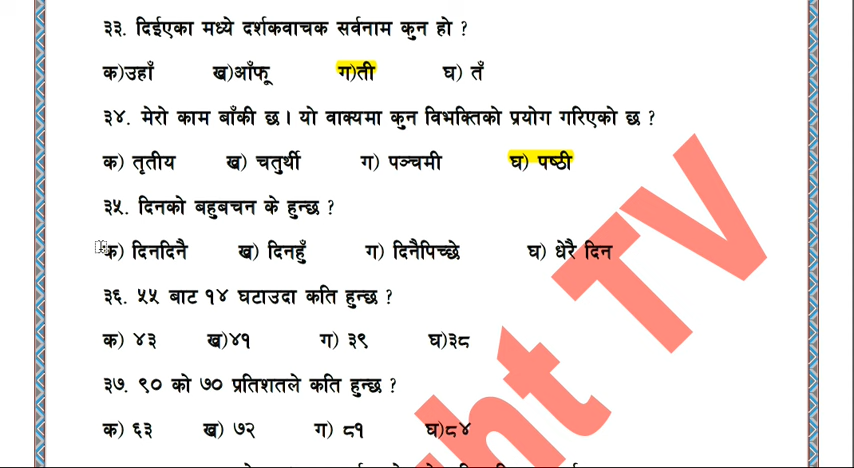 ३३. दिईएका मध्ये दर्शकवाचक सर्वनाम कुन हो ?
क)उहाँ ख)आँफू ग)ती घ) तँ
३४. मेरो काम बाँकी छ। यो वाक्यमा कुन विभक्तिको प्रयोग गरिएको छ ?
क) तृतीय ख) चतुर्थी ग) पञ्चमी घ) षष्ठी
३५. दिनको बहुबचन के हुन्छ ?
क) दिनदिनै ख) दिनहुँ ग) दिनैपिच्छे घ) धेरै दिन
३६. ५५ बाट १४ घटाउदा कति हुन्छ ?
क) ४३ ख)४१ ग) ३९ घ)३८
३७. ९० को ७० प्रतिशतले कति हुन्छ ?
क) ६३ ख) ७२ ग) ८१ घ)८४
ght TV